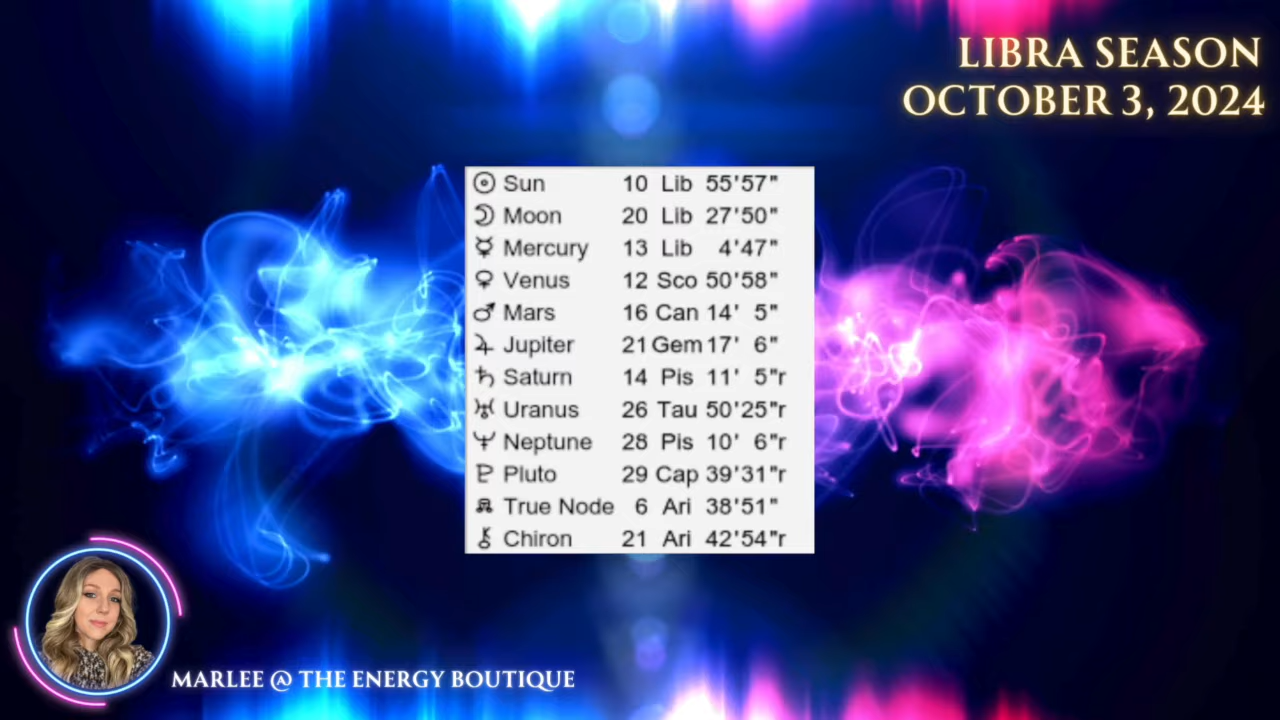 LIBRA SEASON
OCTOBER 3, 2024
Sun 10 Lib 55'57"
Moon 20 Lib 27'50"
Mercury 13 Lib 4'47"
Venus 12 Sco 50'58"
Mars 16 Can 14' 5"
Jupiter 21 Gem 17' 6"
Saturn 14 Pis 11' 5"r
Uranus 26 Tau 50'25"r
Neptune 28 Pis 10' 6"r
Pluto 29 Cap 39'31"r
True Node 6 Ari 38'51"
Chiron 21 Ari 42'54"r
MARLEE @ THE ENERGY BOUTIQUE